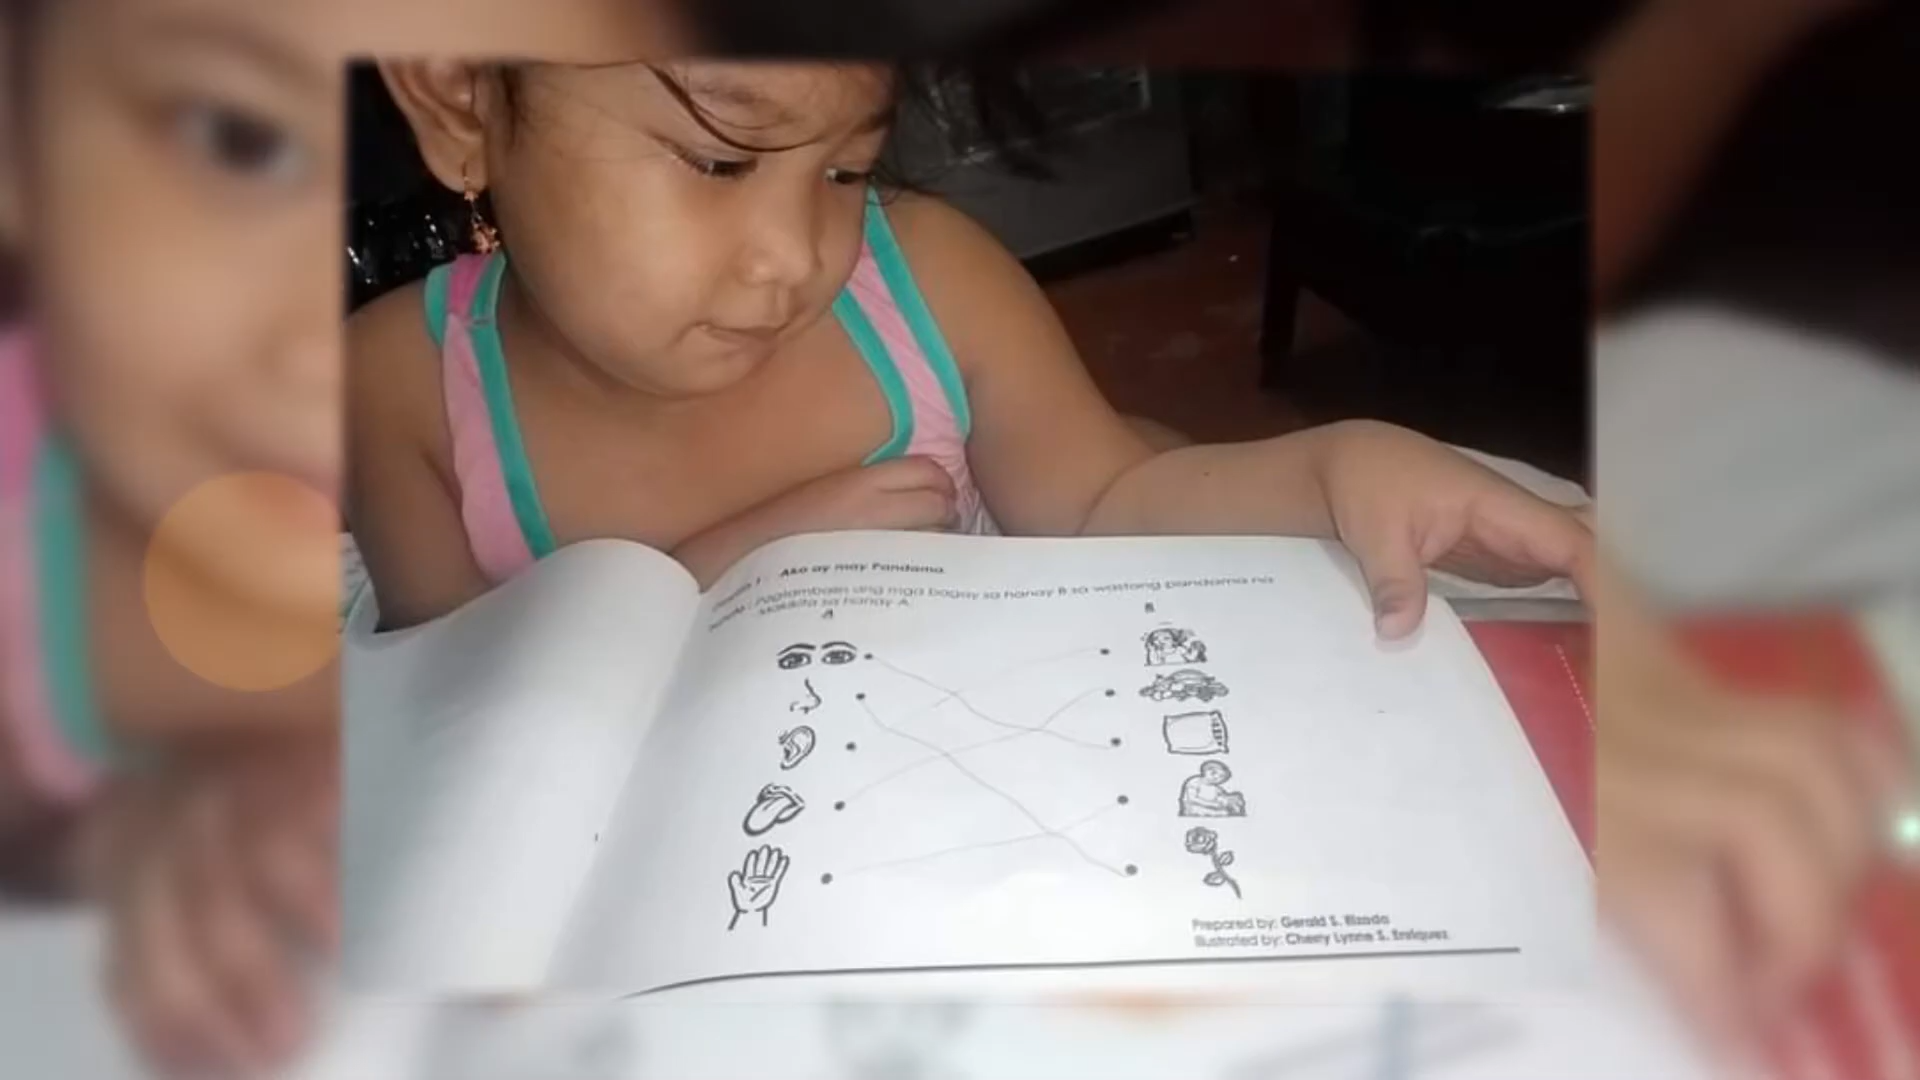 Ako ay may Pandama.
Pagtambalin ang mga bagay sa hanay B sa wastong pandama na
Makikita sa hanay A.
A
B
Prepared by: Gerald S. Rizada
Illustrated by: Cherry Lynne S. Enriquez